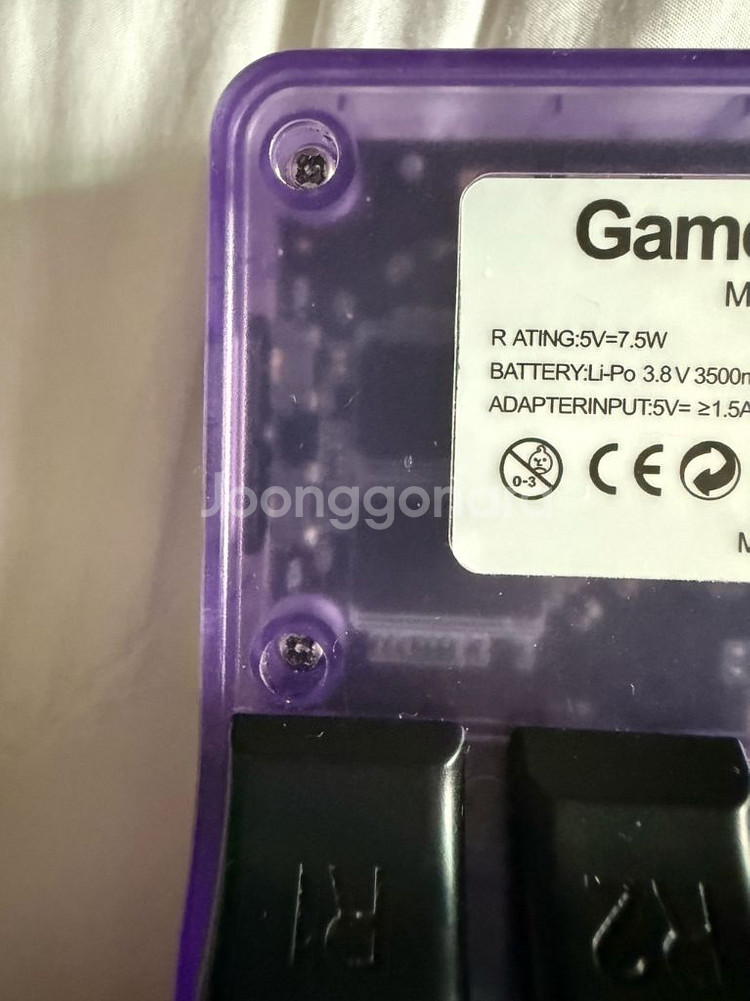 Game
M
R ATING:5V=7.5W
BATTERY:Li-Po 3.8V 3500m
ADAPTERINPUT:5V= ≥1.5A
0-3
CE
Joonggonara
M
R1
R2